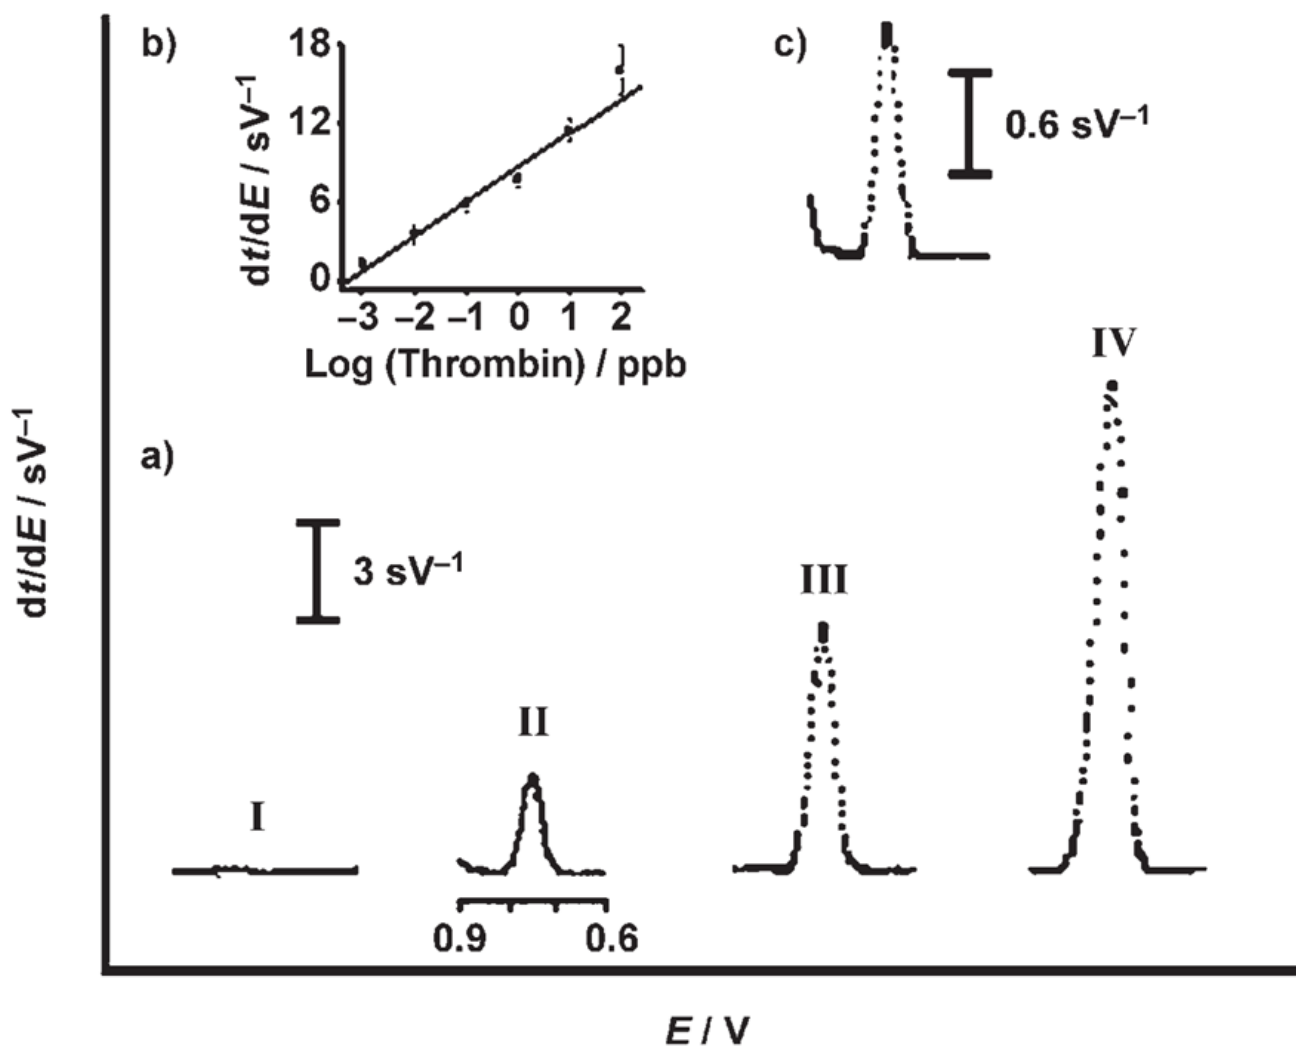 b)
dt/dE / sV–1
18
12
6
0
–3 –2 –1 0 1 2
Log (Thrombin) / ppb
c)
0.6 sV–1
dt/dE / sV–1
a)
3 sV–1
I
II
III
IV
0.9 0.6
E / V